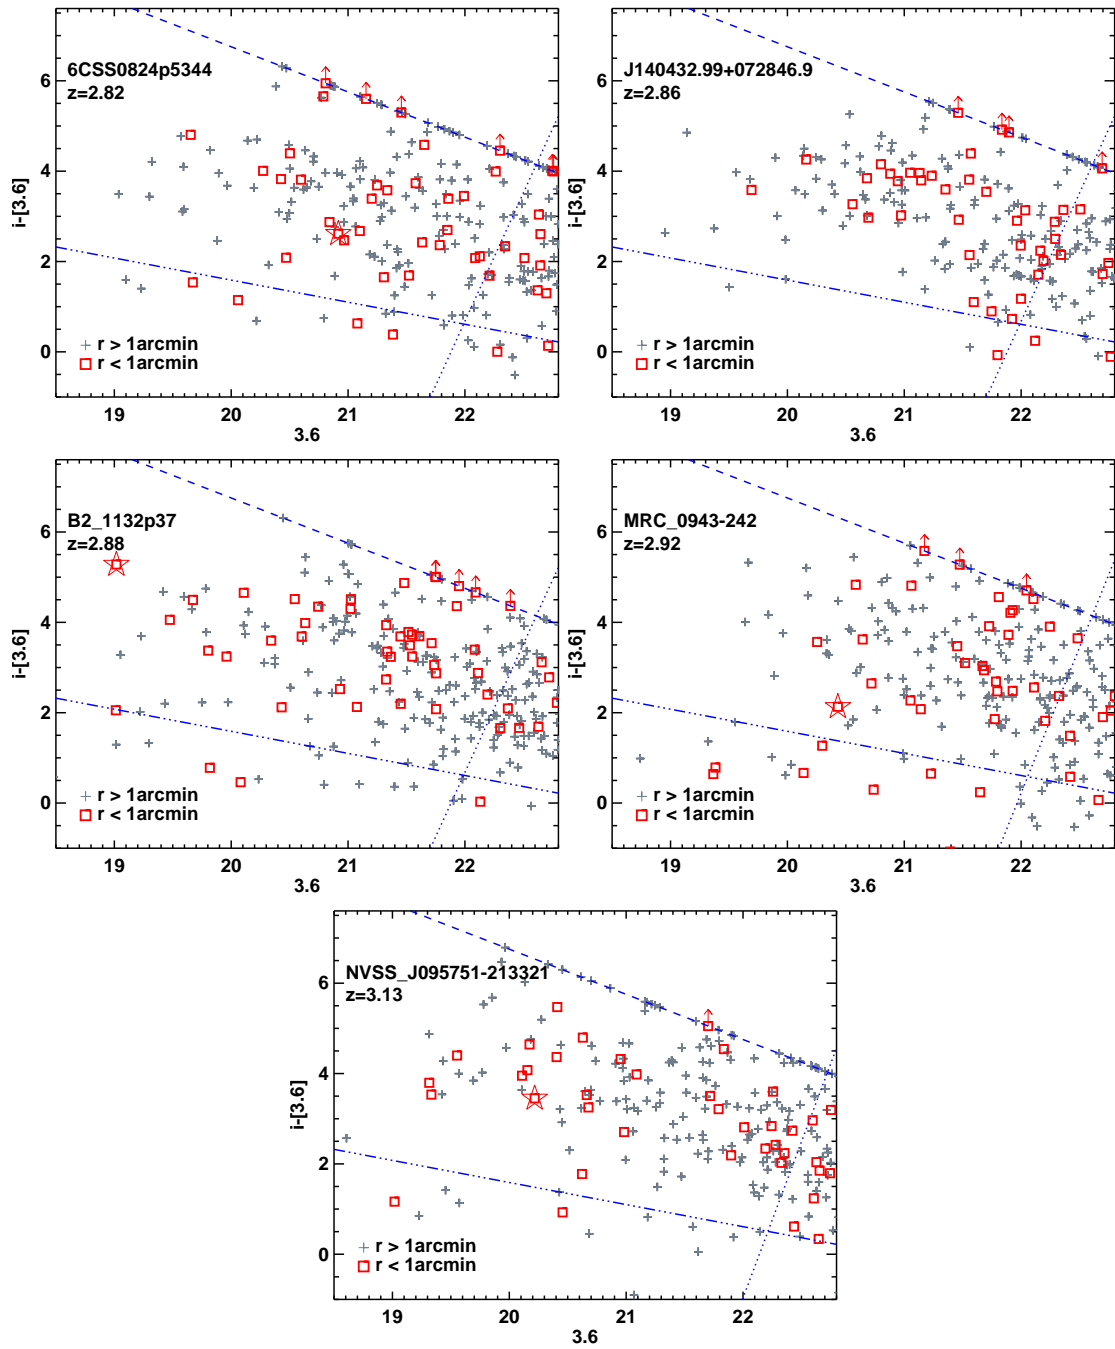 6CSS0824p5344
z=2.82
i-[3.6]
6
4
2
0
+ r > 1arcmin
□ r < 1arcmin
19 20 21 22
3.6
J140432.99+072846.9
z=2.86
i-[3.6]
6
4
2
0
+ r > 1arcmin
□ r < 1arcmin
19 20 21 22
3.6
B2_1132p37
z=2.88
i-[3.6]
6
4
2
0
+ r > 1arcmin
□ r < 1arcmin
19 20 21 22
3.6
MRC_0943-242
z=2.92
i-[3.6]
6
4
2
0
+ r > 1arcmin
□ r < 1arcmin
19 20 21 22
3.6
NVSS_J095751-213321
z=3.13
i-[3.6]
6
4
2
0
+ r > 1arcmin
□ r < 1arcmin
19 20 21 22
3.6